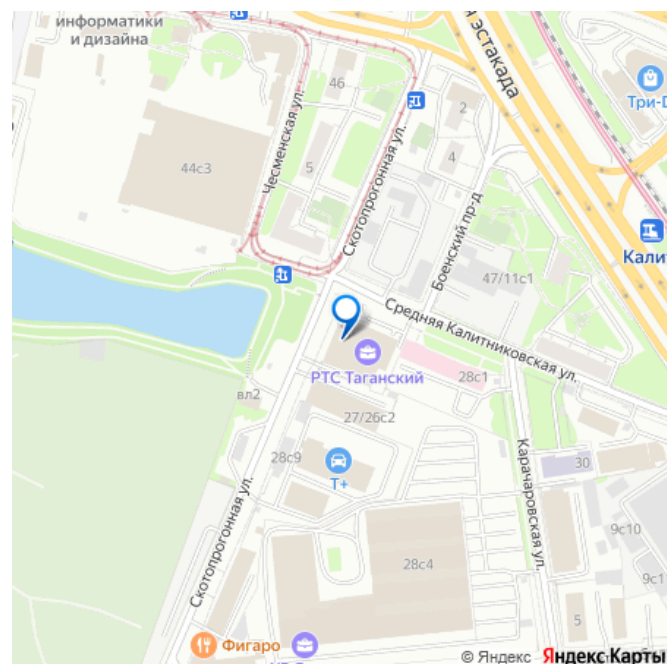 информатики
и дизайна
46
Чесменская ул.
44с3
5
Скотопрогонная ул.
2
4
я эстакада
Три-D
Боенский пр-д
47/11с1
Калит
Средняя Калитниковская ул.
РТС Таганский
28с1
вл2
27/26с2
28с9
Т+
Скотопрогонная ул.
Карачаровская ул.
30
9с10
28с4
9с1
5
Фигаро
© Яндекс Яндекс Карты